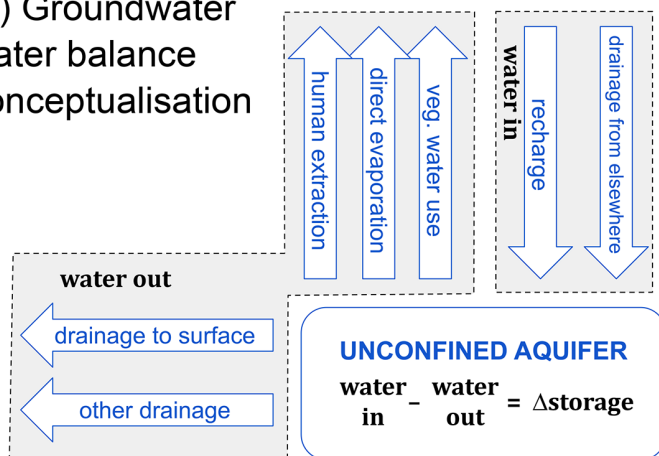 ) Groundwater
ater balance
onceptualisation
human extraction
direct evaporation
veg. water use
water in
recharge
drainage from elsewhere
water out
drainage to surface
other drainage
UNCONFINED AQUIFER
water in - water out = Δstorage